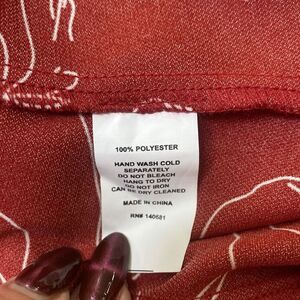 100% POLYESTER
HAND WASH COLD
SEPARATELY
DO NOT BLEACH
HANG TO DRY
DO NOT IRON
CAN BE DRY CLEANED
MADE IN CHINA
RN# 140681